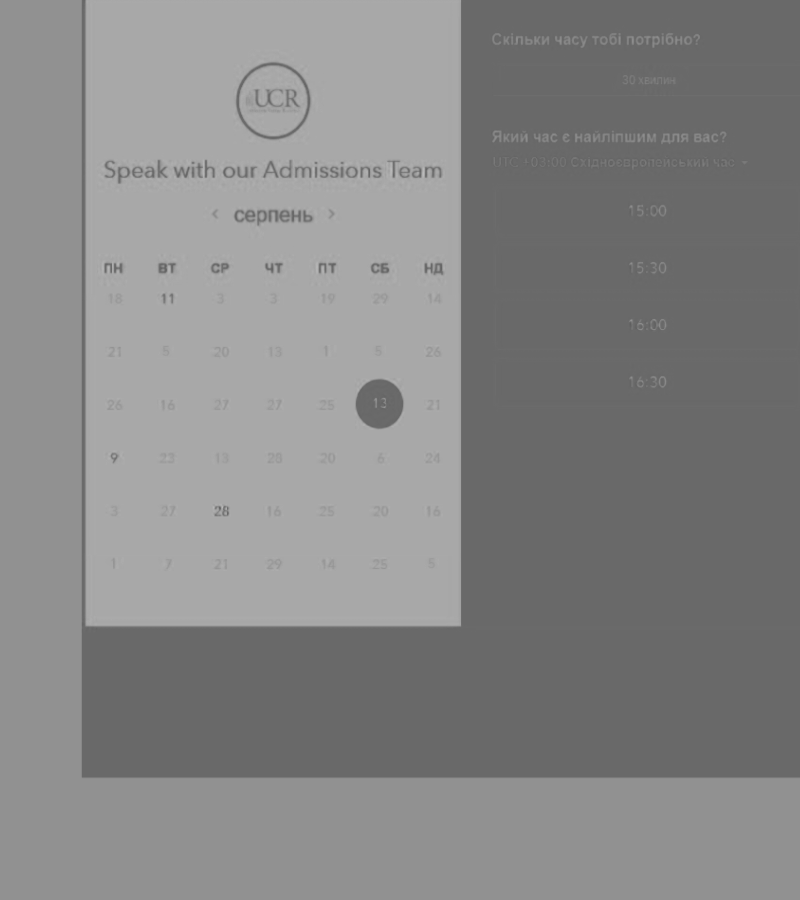 UCR
Speak with our Admissions Team
‹ серпень ›
ПН ВТ СР ЧТ ПТ СБ НД
18 11 3 3 19 29 14
21 5 20 13 1 5 26
26 16 27 27 25 13 21
9 23 13 20 20 6 24
3 27 28 16 25 20 16
1 7 21 29 14 25 5
Скільки часу тобі потрібно?
30 хвилин
Який час є найліпшим для вас?
UTC +03:00 Східноєвропейський час
15:00
15:30
16:00
16:30